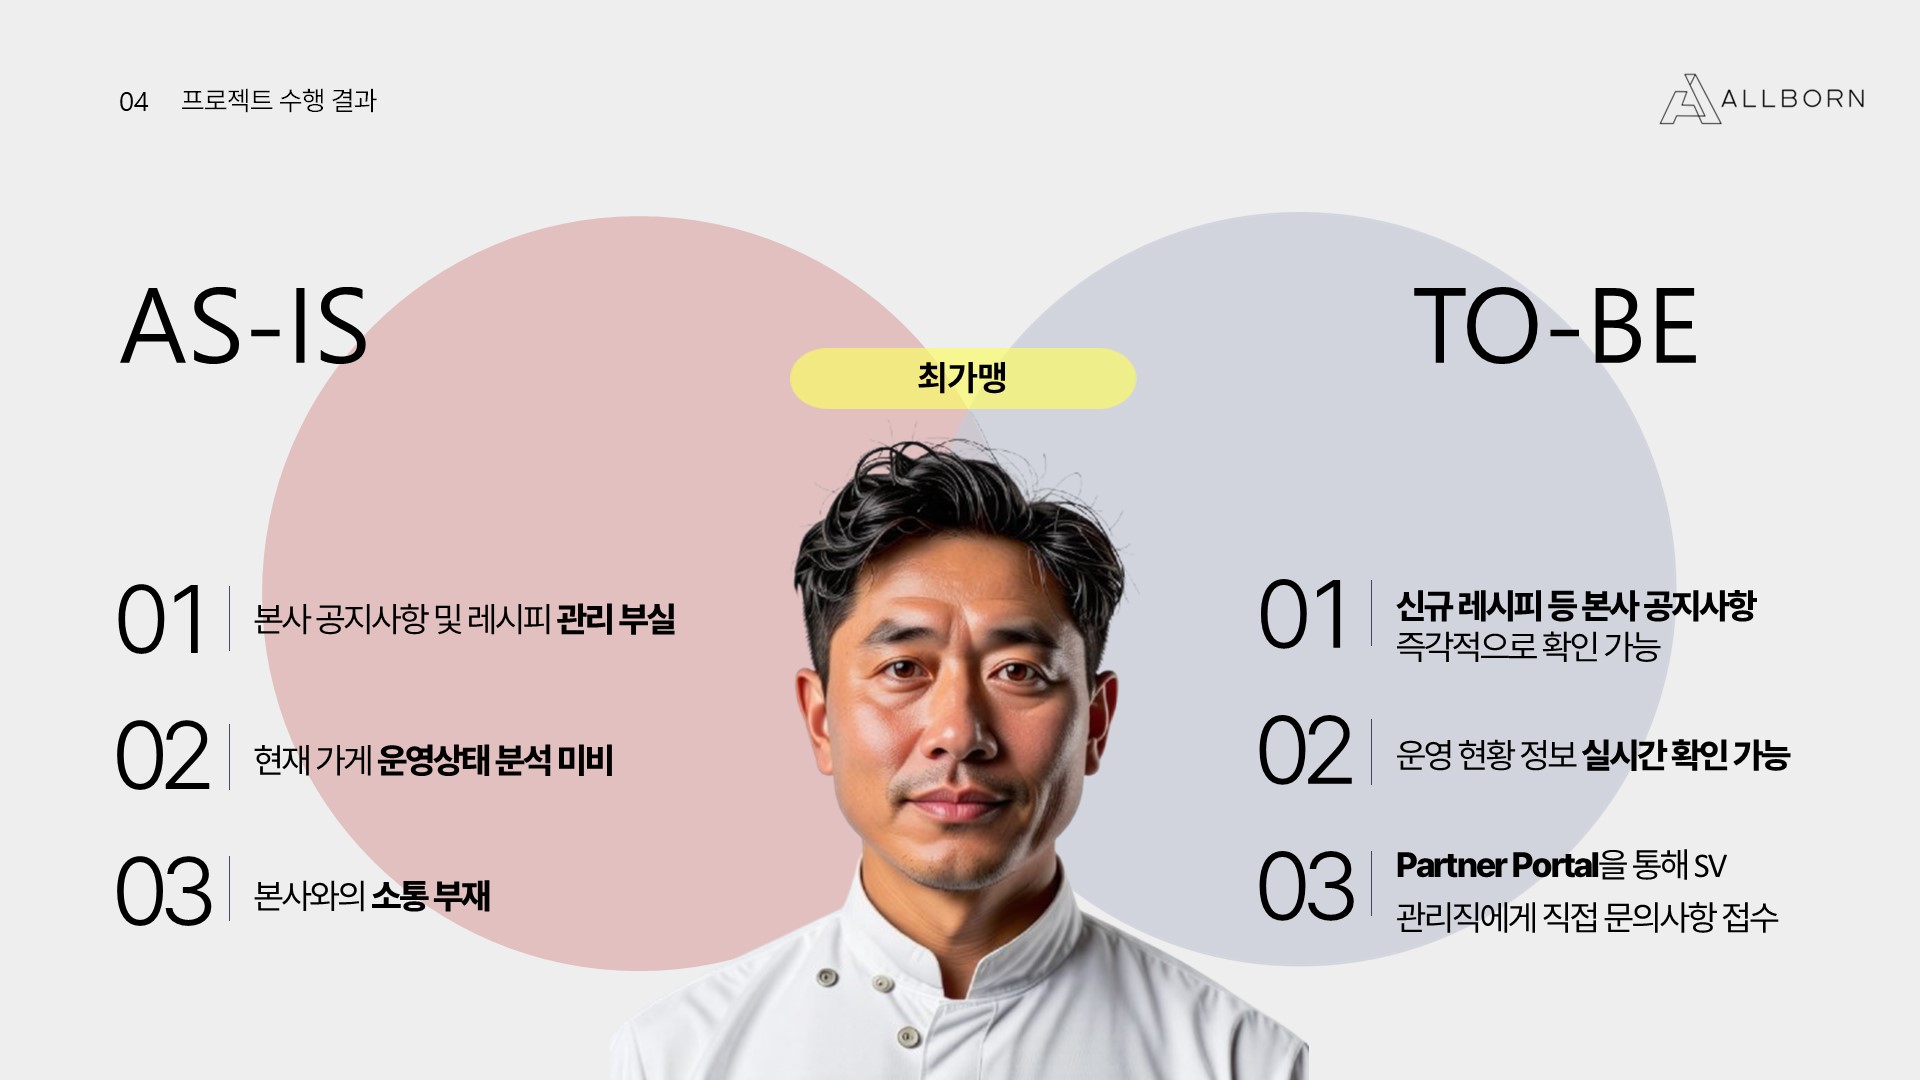 04 프로젝트 수행 결과
ALLBORN
AS-IS
TO-BE
최가맹
01 본사 공지사항 및 레시피 관리 부실
02 현재 가게 운영상태 분석 미비
03 본사와의 소통 부재
01 신규 레시피 등 본사 공지사항
즉각적으로 확인 가능
02 운영 현황 정보 실시간 확인 가능
03 Partner Portal을 통해 SV
관리직에게 직접 문의사항 접수